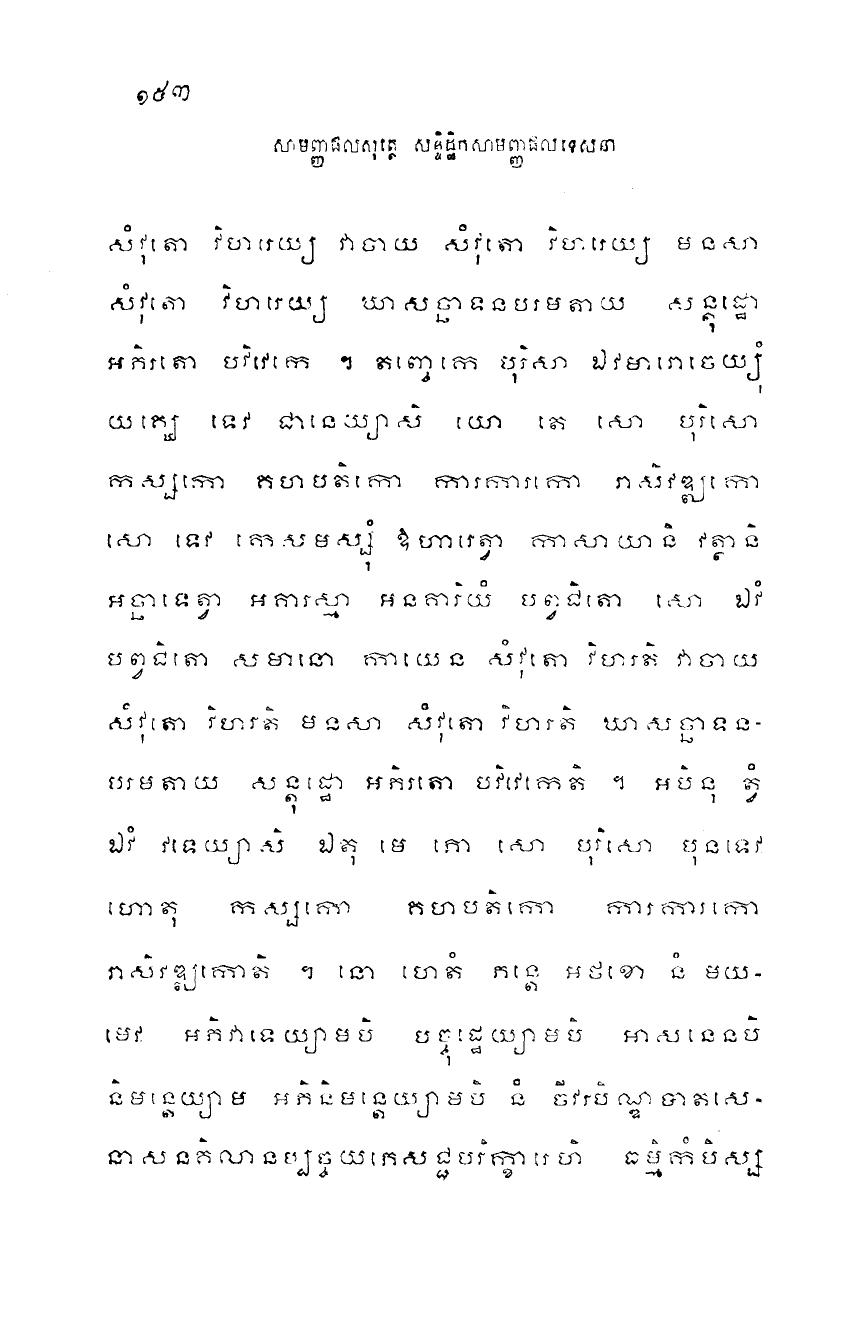 ១៥៣
សាមញ្ញផលសុត្តេ សន្ទិដ្ឋិកសាមញ្ញផលទេសនា
សំវុតោ វិហរេយ្យ វាចាយ សំវុតោ វិហរេយ្យ មនសា
សំវុតោ វិហរេយ្យ ឃាសច្ឆាទនបរមតាយ សន្តុដ្ឋោ
អភិរតោ បវិវេកេ ។ តញ្ចេកេ បុរិសា ឯវមារោចេយ្យុំ
យគ្ឃេ ទេវ ជានេយ្យាសិ យោ តេ សោ បុរិសោ
កស្សកោ គហបតិកោ ការការកោ រាសិវឌ្ឍកោ
សោ ទេវ កេសមស្សុំ ឱហារេត្វា កាសាយានិ វត្ថានិ
អច្ឆាទេត្វា អគារស្មា អនគារិយំ បព្វជិតោ សោ ឯវំ
បព្វជិតោ សមានោ កាយេន សំវុតោ វិហរតិ វាចាយ
សំវុតោ វិហរតិ មនសា សំវុតោ វិហរតិ ឃាសច្ឆាទន-
បរមតាយ សន្តុដ្ឋោ អភិរតោ បវិវេកេតិ ។ អបិនុ ត្វំ
ឯវំ វទេយ្យាសិ ឯតុ មេ ភោ សោ បុរិសោ បុនទេវ
ហោតុ កស្សកោ គហបតិកោ ការការកោ
រាសិវឌ្ឍកោតិ ។ នោ ហេតំ ភន្តេ អថខោ នំ មយ-
មេវ អភិវាទេយ្យាមបិ បច្ចុដ្ឋេយ្យាមបិ អាសនេនបិ
និមន្តេយ្យាម អភិនិមន្តេយ្យាមបិ នំ ចីវរបិណ្ឌបាតសេ-
នាសនគិលានប្បច្ចយភេសជ្ជបរិក្ខារេហិ ធម្មិកំបិស្ស